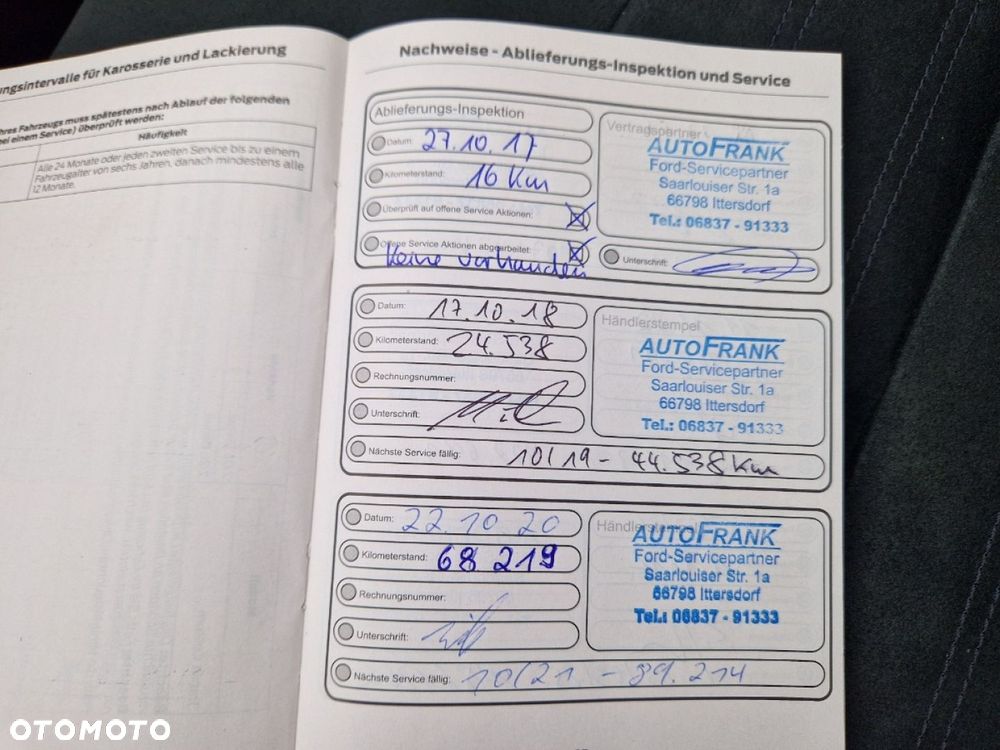 ungsintervalle für Karosserie und Lackierung
hres Fahrzeugs muss spätestens nach Ablauf der folgenden
bei einem Service) überprüft werden:
Häufigkeit
Alle 24 Monate oder jeden zweiten Service bis zu einem
Fahrzeugalter von sechs Jahren, danach mindestens alle
12 Monate.
Nachweise - Ablieferungs-Inspektion und Service
Ablieferungs-Inspektion
Datum: 27.10.17
Kilometerstand: 16 Km
Überprüft auf offene Service Aktionen:
Offene Service Aktionen abgearbeitet:
Keine vorhanden
Vertragspartner
AUTOFRANK
Ford-Servicepartner
Saarlouiser Str. 1a
66798 Ittersdorf
Tel.: 06837 - 91333
Unterschrift:
Datum: 17.10.18
Kilometerstand: 24.538
Rechnungsnummer:
Unterschrift:
Händlerstempel
AUTOFRANK
Ford-Servicepartner
Saarlouiser Str. 1a
66798 Ittersdorf
Tel.: 06837 - 91333
Nächste Service fällig: 10/19 - 44.538 Km
Datum: 22.10 20
Kilometerstand: 68 219
Rechnungsnummer:
Unterschrift:
Händlerstempel
AUTOFRANK
Ford-Servicepartner
Saarlouiser Str. 1a
66798 Ittersdorf
Tel.: 06837 - 91333
Nächste Service fällig: 10/21 - 89.214
OTOMOTO